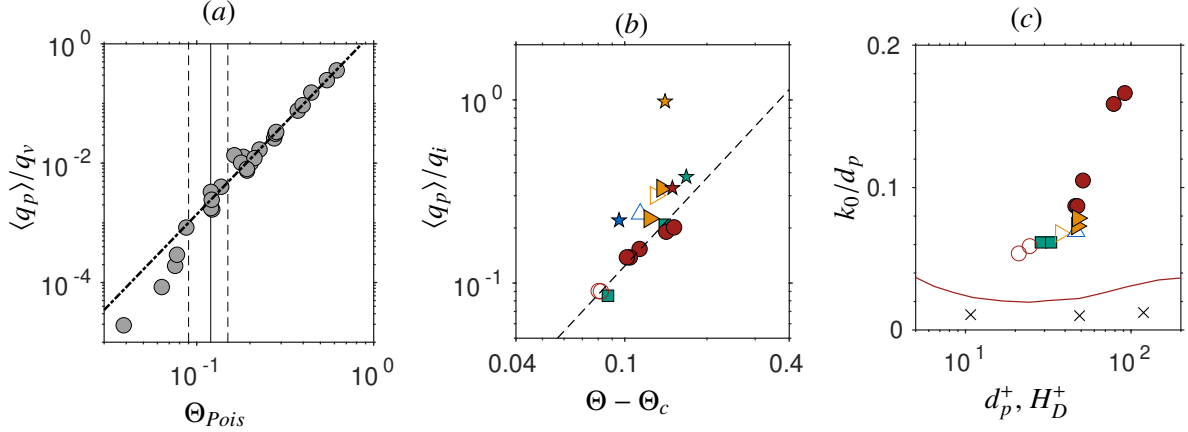 (a)
10^0
10^{-2}
10^{-4}
⟨q_p⟩/q_v
10^{-1}
10^0
Θ_{Pois}
(b)
10^0
10^{-1}
⟨q_p⟩/q_i
0.04
0.1
0.4
Θ − Θ_c
(c)
0.2
0.1
0
k_0/d_p
10^1
10^2
d_p^+, H_D^+